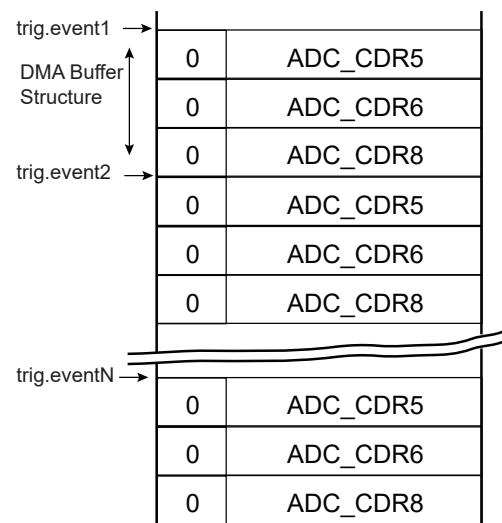 trig.event1
0 ADC_CDR5
DMA Buffer
Structure
0 ADC_CDR6
0 ADC_CDR8
trig.event2
0 ADC_CDR5
0 ADC_CDR6
0 ADC_CDR8
trig.eventN
0 ADC_CDR5
0 ADC_CDR6
0 ADC_CDR8